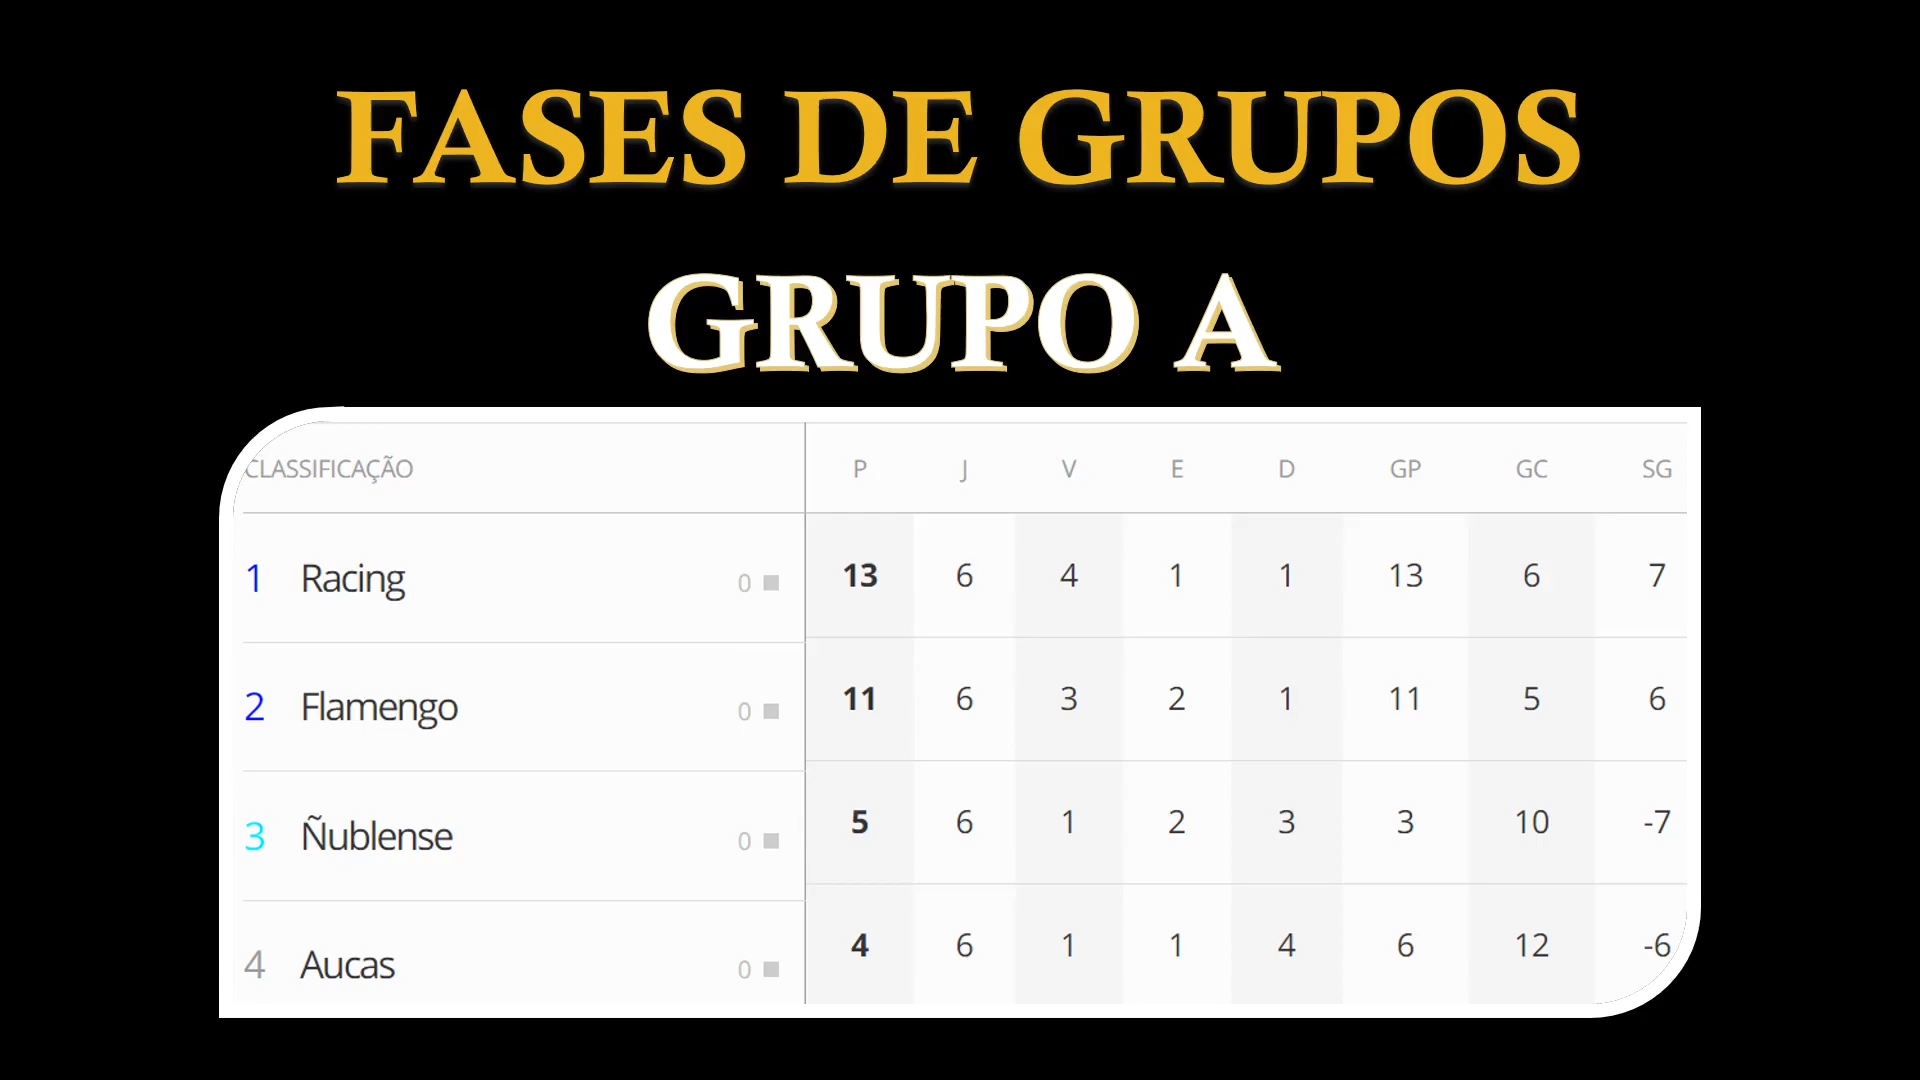 FASES DE GRUPOS
GRUPO A
CLASSIFICAÇÃO P J V E D GP GC SG
1 Racing 0 13 6 4 1 1 13 6 7
2 Flamengo 0 11 6 3 2 1 11 5 6
3 Ñublense 0 5 6 1 2 3 3 10 -7
4 Aucas 0 4 6 1 1 4 6 12 -6